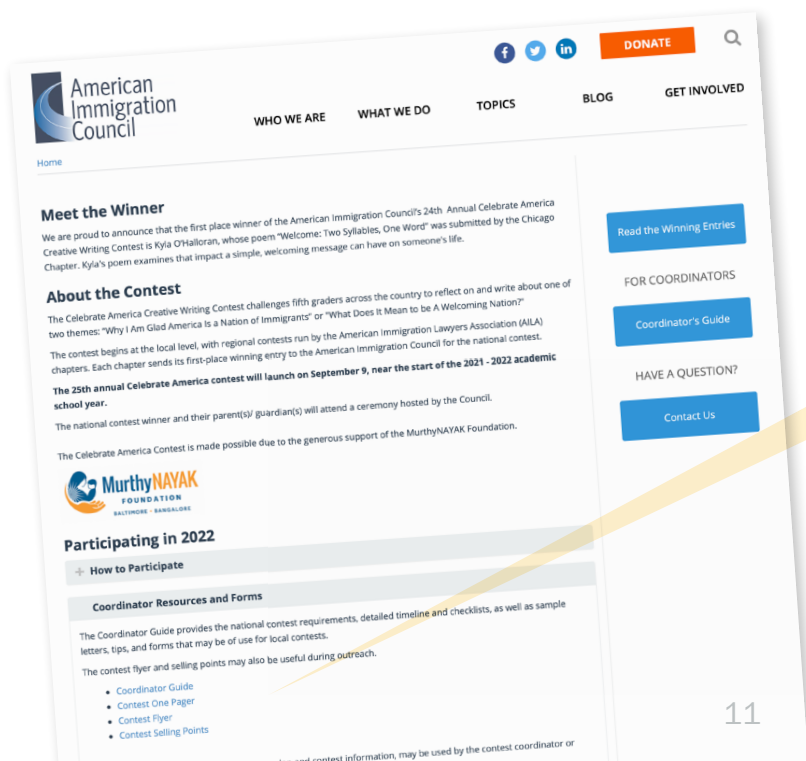 f
in
DONATE
American
Immigration
Council
WHO WE ARE
WHAT WE DO
TOPICS
BLOG
GET INVOLVED
Home
Meet the Winner
We are proud to announce that the first place winner of the American Immigration Council's 24th Annual Celebrate America
Creative Writing Contest is Kyla O'Halloran, whose poem "Welcome: Two Syllables, One Word" was submitted by the Chicago
Chapter. Kyla's poem examines that impact a simple, welcoming message can have on someone's life.
About the Contest
The Celebrate America Creative Writing Contest challenges fifth graders across the country to reflect on and write about one of
two themes: "Why I Am Glad America Is a Nation of Immigrants" or "What Does It Mean to be A Welcoming Nation?"
The contest begins at the local level, with regional contests run by the American Immigration Lawyers Association (AILA)
chapters. Each chapter sends its first-place winning entry to the American Immigration Council for the national contest.
The 25th annual Celebrate America contest will launch on September 9, near the start of the 2021 - 2022 academic
school year.
The national contest winner and their parent(s)/ guardian(s) will attend a ceremony hosted by the Council.
The Celebrate America Contest is made possible due to the generous support of the MurthyNAYAK Foundation.
MurthyNAYAK
FOUNDATION
BALTIMORE - BANGALORE
Participating in 2022
+ How to Participate
Coordinator Resources and Forms
The Coordinator Guide provides the national contest requirements, detailed timeline and checklists, as well as sample
letters, tips, and forms that may be of use for local contests.
The contest flyer and selling points may also be useful during outreach.
• Coordinator Guide
• Contest One Pager
• Contest Flyer
• Contest Selling Points
and contest information, may be used by the contest coordinator or
Read the Winning Entries
FOR COORDINATORS
Coordinator's Guide
HAVE A QUESTION?
Contact Us
11